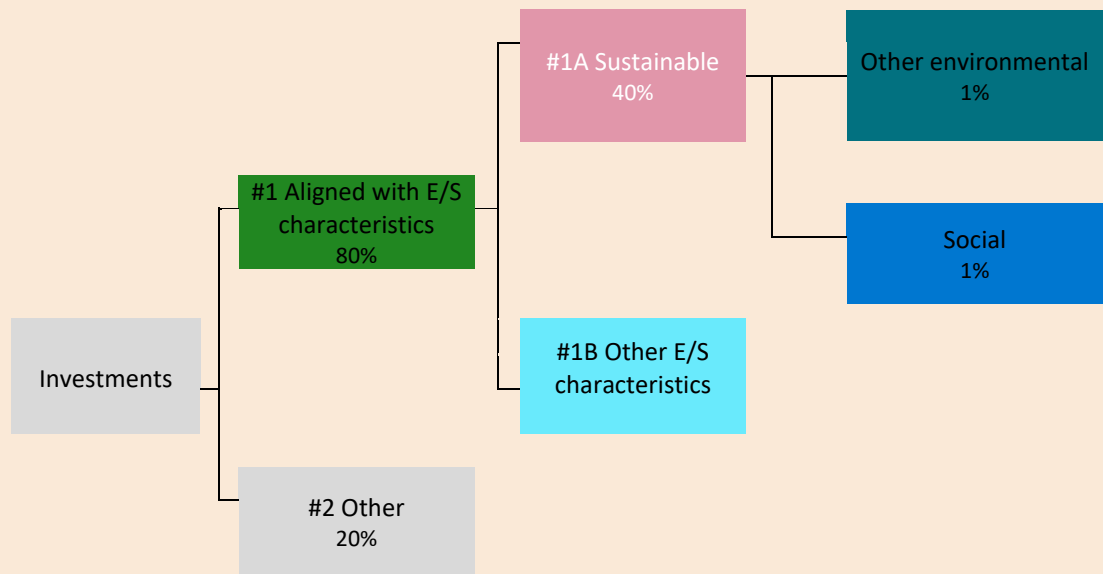 #1A Sustainable
40%
Other environmental
1%
#1 Aligned with E/S
characteristics
80%
Social
1%
Investments
#1B Other E/S
characteristics
#2 Other
20%